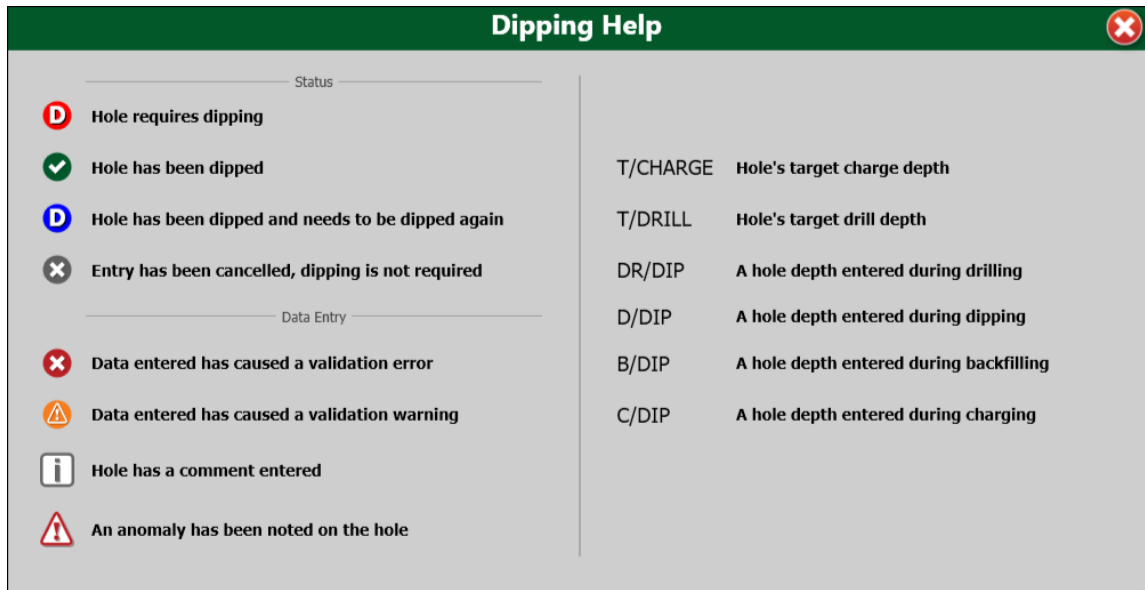 Dipping Help
Status
D Hole requires dipping
Hole has been dipped
D Hole has been dipped and needs to be dipped again
Entry has been cancelled, dipping is not required
Data Entry
Data entered has caused a validation error
Data entered has caused a validation warning
i Hole has a comment entered
An anomaly has been noted on the hole
T/CHARGE Hole's target charge depth
T/DRILL Hole's target drill depth
DR/DIP A hole depth entered during drilling
D/DIP A hole depth entered during dipping
B/DIP A hole depth entered during backfilling
C/DIP A hole depth entered during charging